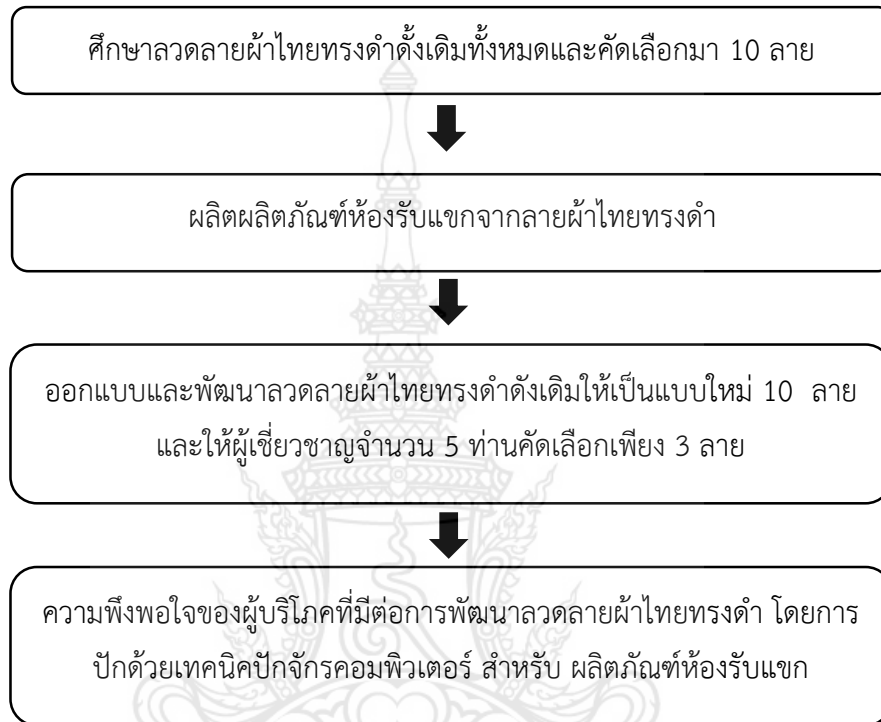 ศึกษาลวดลายผ้าไทยทรงดำดั้งเดิมทั้งหมดและคัดเลือกมา 10 ลาย
ผลิตผลิตภัณฑ์ห้องรับแขกจากลายผ้าไทยทรงดำ
ออกแบบและพัฒนาลวดลายผ้าไทยทรงดำดังเดิมให้เป็นแบบใหม่ 10 ลาย
และให้ผู้เชี่ยวชาญจำนวน 5 ท่านคัดเลือกเพียง 3 ลาย
ความพึงพอใจของผู้บริโภคที่มีต่อการพัฒนาลวดลายผ้าไทยทรงดำ โดยการ
ปักด้วยเทคนิคปักจักรคอมพิวเตอร์ สำหรับ ผลิตภัณฑ์ห้องรับแขก